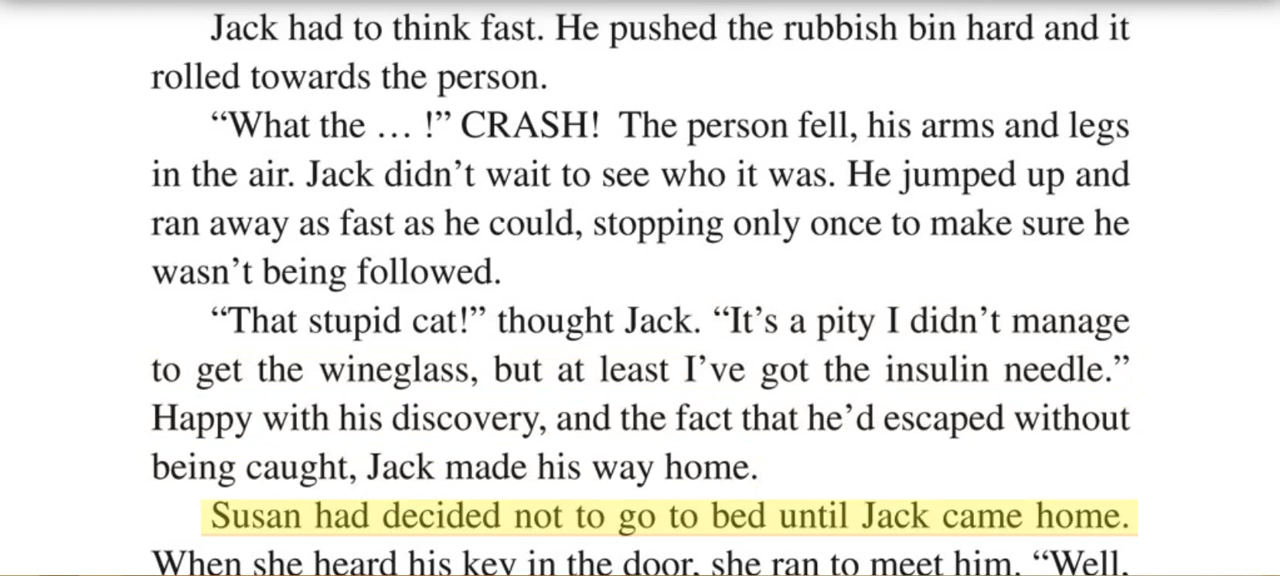 Jack had to think fast. He pushed the rubbish bin hard and it
rolled towards the person.
“What the … !” CRASH! The person fell, his arms and legs
in the air. Jack didn’t wait to see who it was. He jumped up and
ran away as fast as he could, stopping only once to make sure he
wasn’t being followed.
“That stupid cat!” thought Jack. “It’s a pity I didn’t manage
to get the wineglass, but at least I’ve got the insulin needle.”
Happy with his discovery, and the fact that he’d escaped without
being caught, Jack made his way home.
Susan had decided not to go to bed until Jack came home.
When she heard his key in the door, she ran to meet him. “Well,